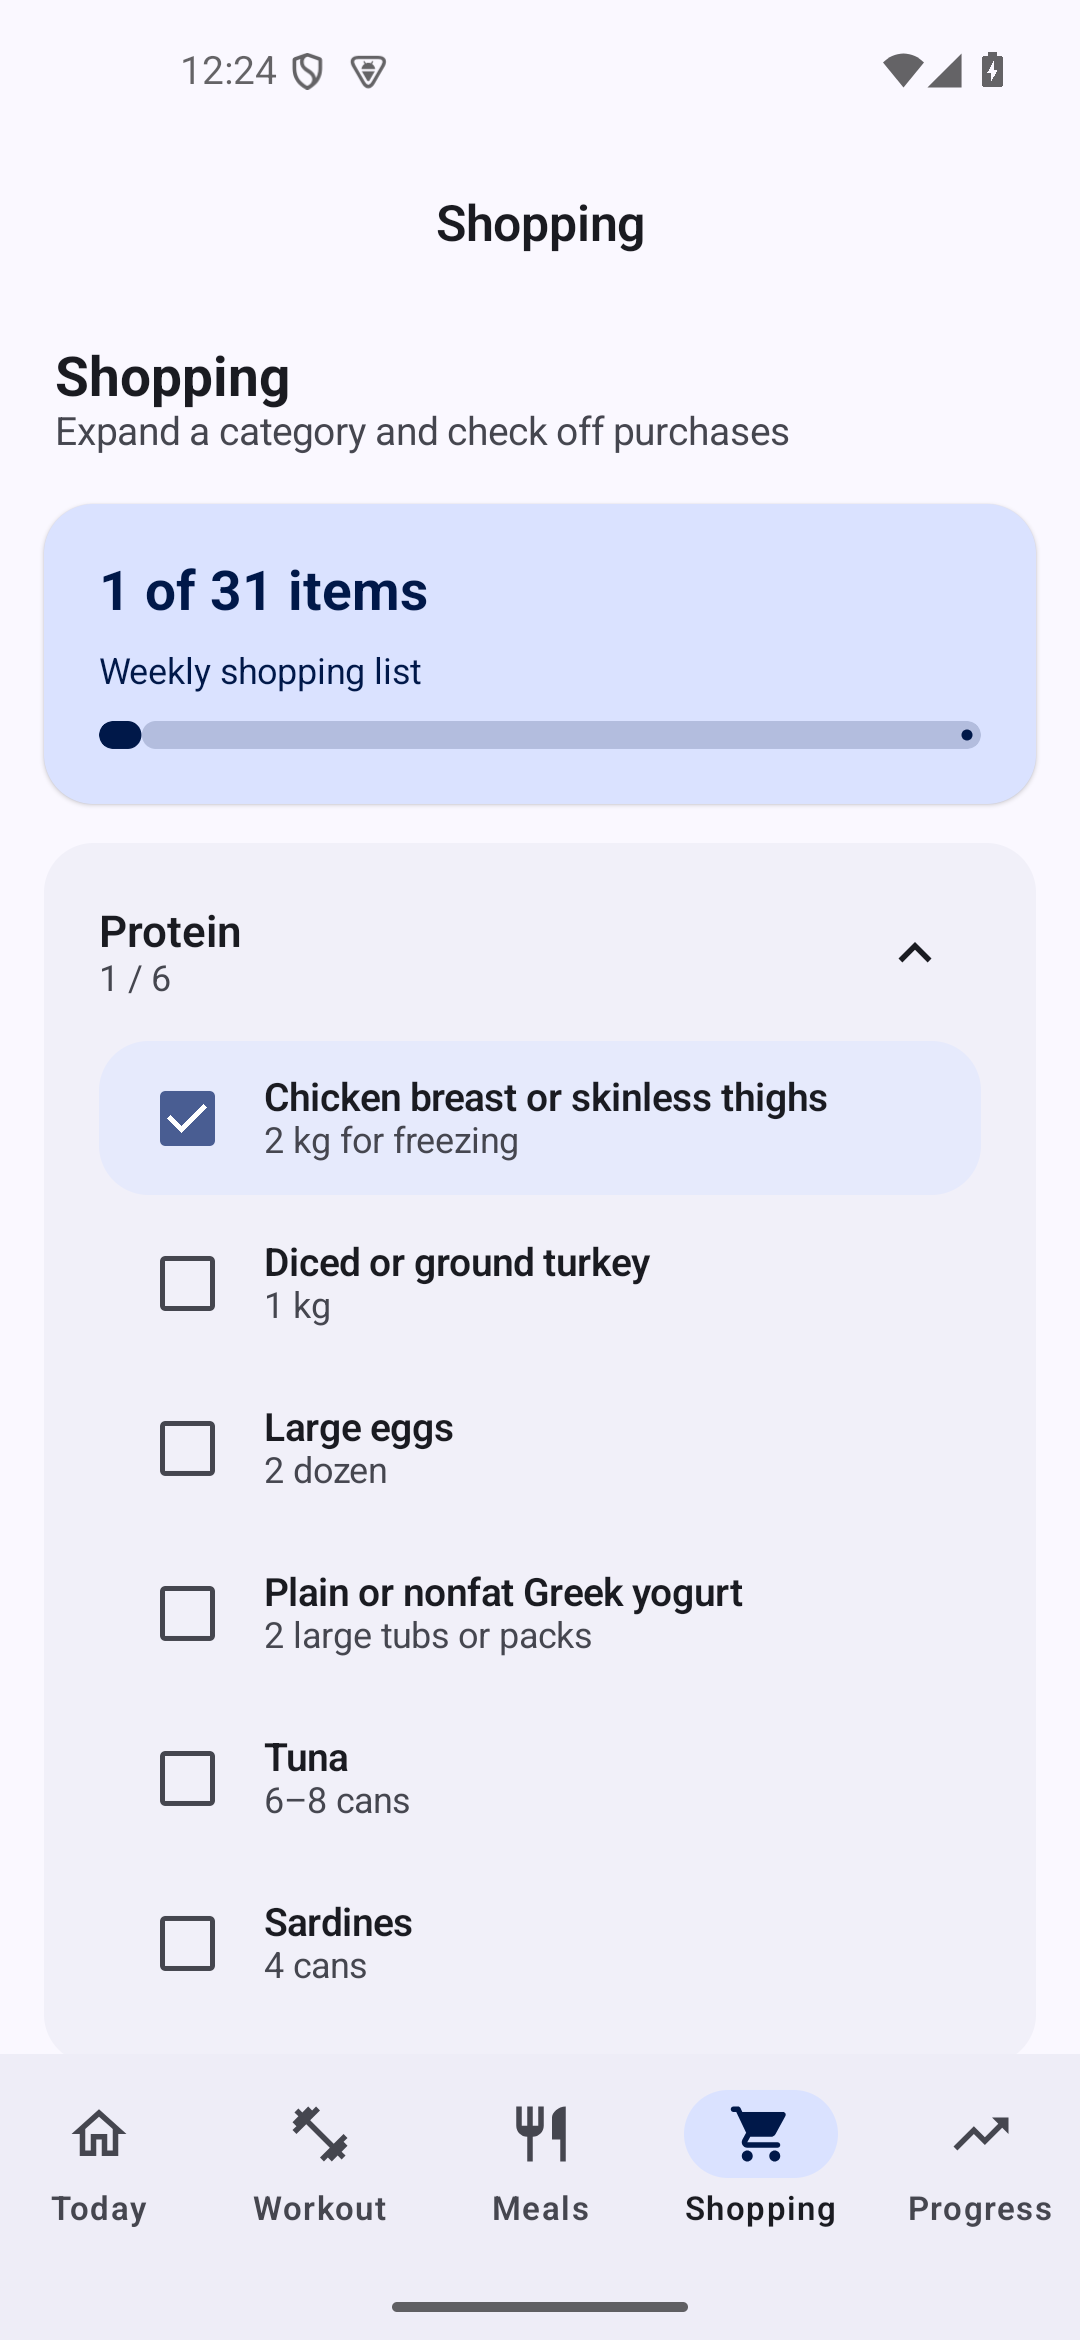 12:24
Shopping
Shopping
Expand a category and check off purchases
1 of 31 items
Weekly shopping list
Protein
1 / 6
Chicken breast or skinless thighs
2 kg for freezing
Diced or ground turkey
1 kg
Large eggs
2 dozen
Plain or nonfat Greek yogurt
2 large tubs or packs
Tuna
6–8 cans
Sardines
4 cans
Today
Workout
Meals
Shopping
Progress